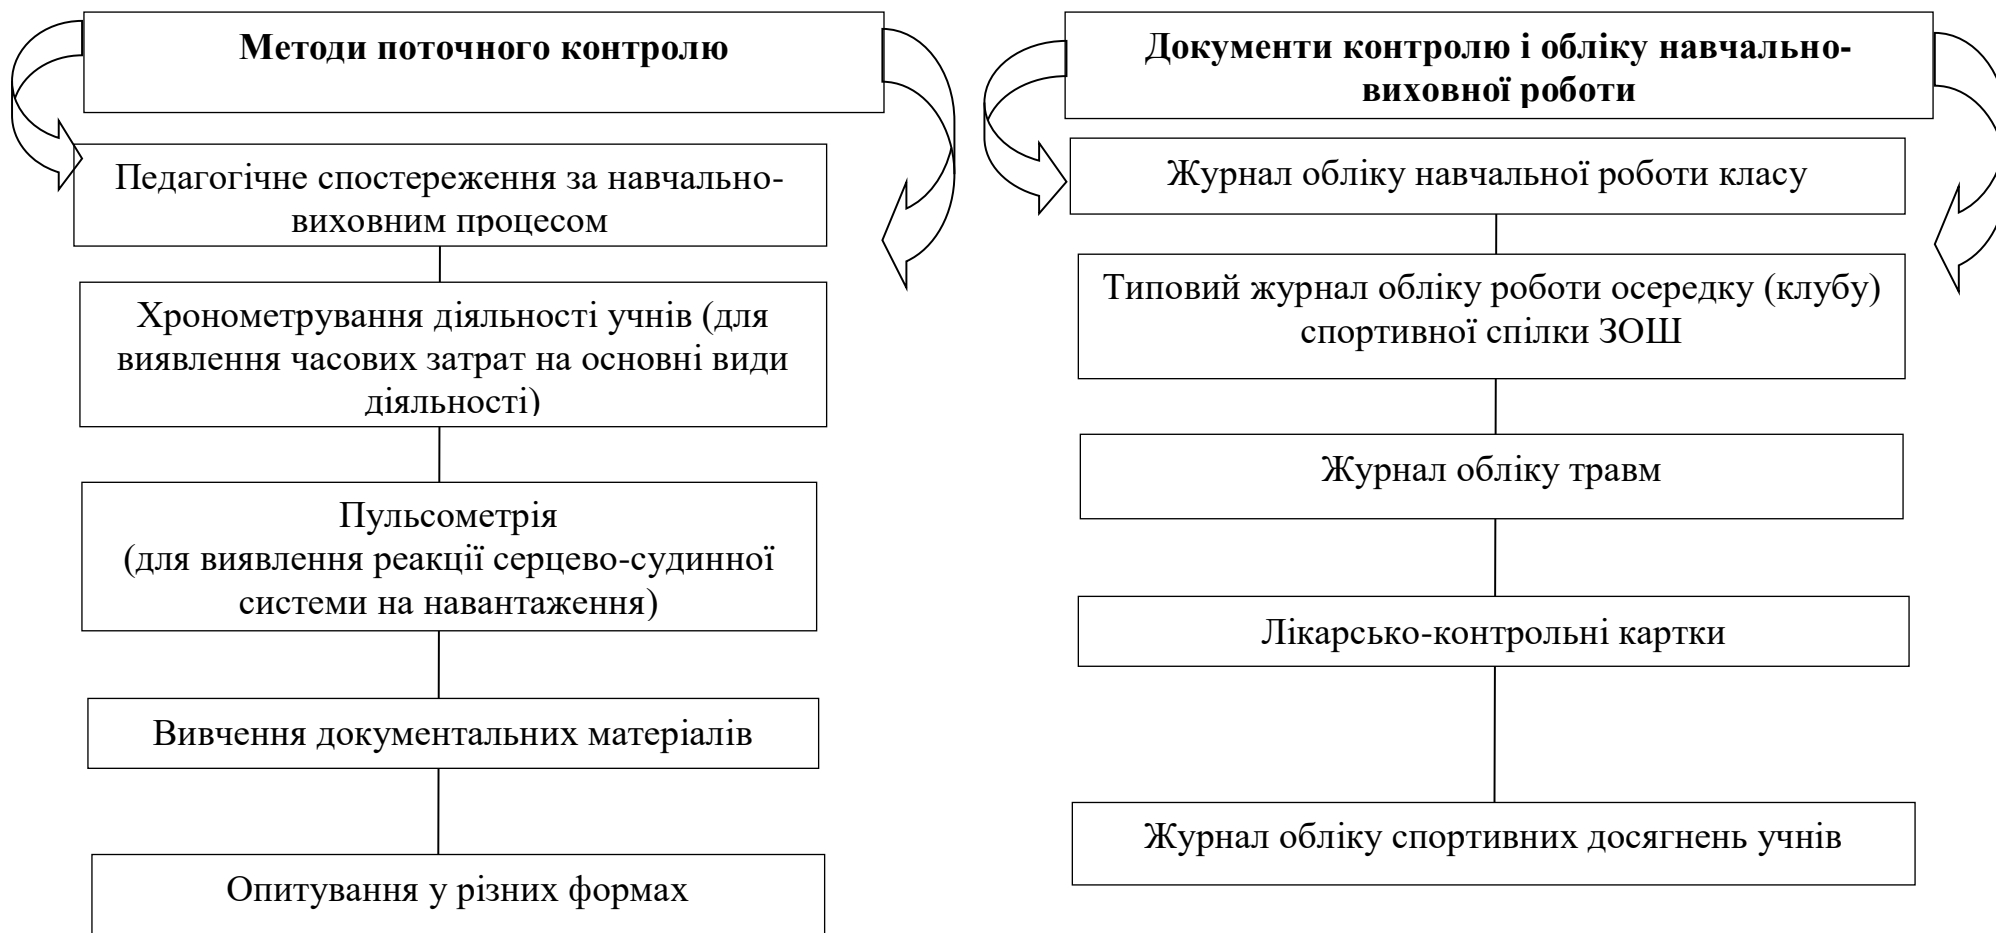 Методи поточного контролю
Педагогічне спостереження за навчально-
виховним процесом
Хронометрування діяльності учнів (для
виявлення часових затрат на основні види
діяльності)
Пульсометрія
(для виявлення реакції серцево-судинної
системи на навантаження)
Вивчення документальних матеріалів
Опитування у різних формах
Документи контролю і обліку навчально-
виховної роботи
Журнал обліку навчальної роботи класу
Типовий журнал обліку роботи осередку (клубу)
спортивної спілки ЗОШ
Журнал обліку травм
Лікарсько-контрольні картки
Журнал обліку спортивних досягнень учнів